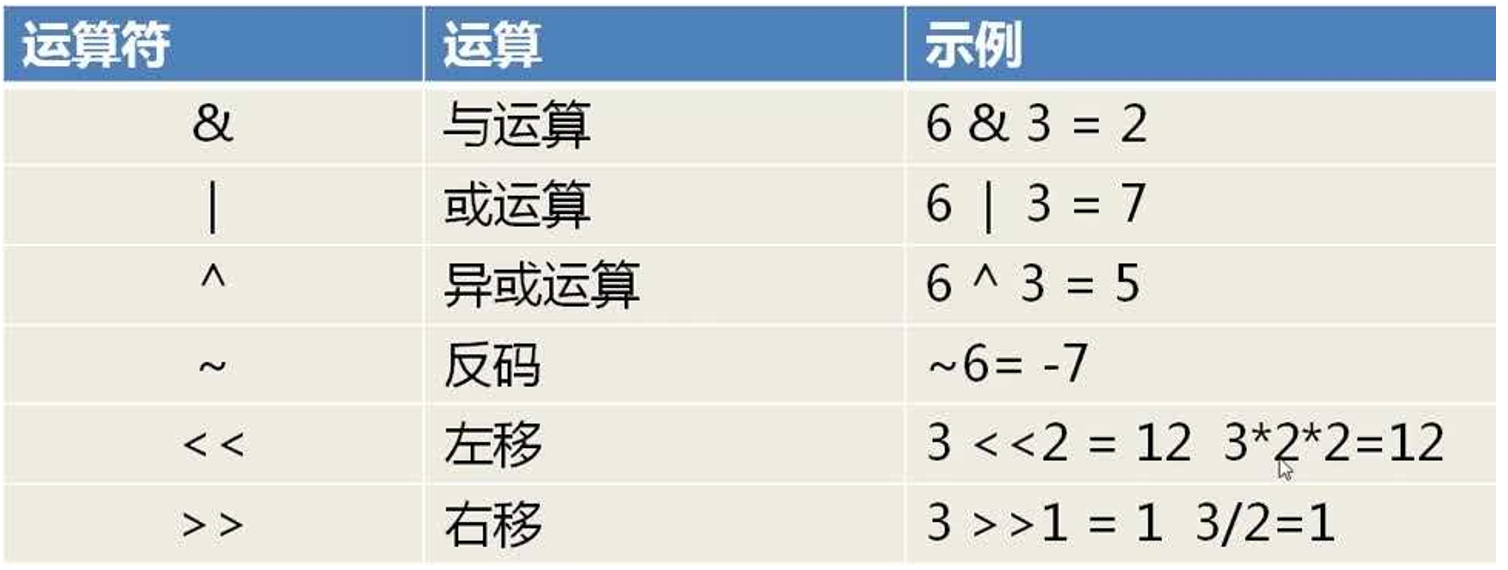 运算符 运算 示例
& 与运算 6 & 3 = 2
| 或运算 6 | 3 = 7
^ 异或运算 6 ^ 3 = 5
~ 反码 ~6= -7
<< 左移 3 <<2 = 12 3*2*2=12
>> 右移 3 >>1 = 1 3/2=1